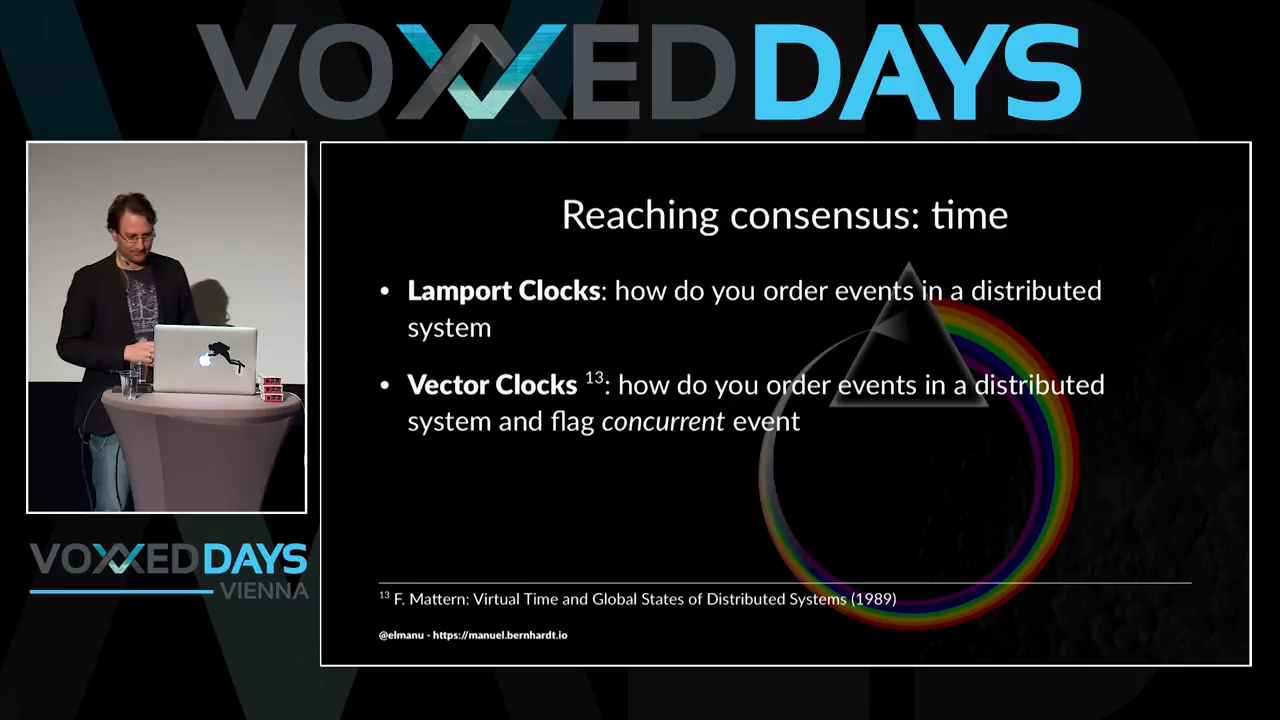 VOXXED DAYS
Reaching consensus: time
• Lamport Clocks: how do you order events in a distributed
system
• Vector Clocks 13: how do you order events in a distributed
system and flag concurrent event
13 F. Mattern: Virtual Time and Global States of Distributed Systems (1989)
@elmanu - https://manuel.bernhardt.io
VOXXED DAYS
VIENNA